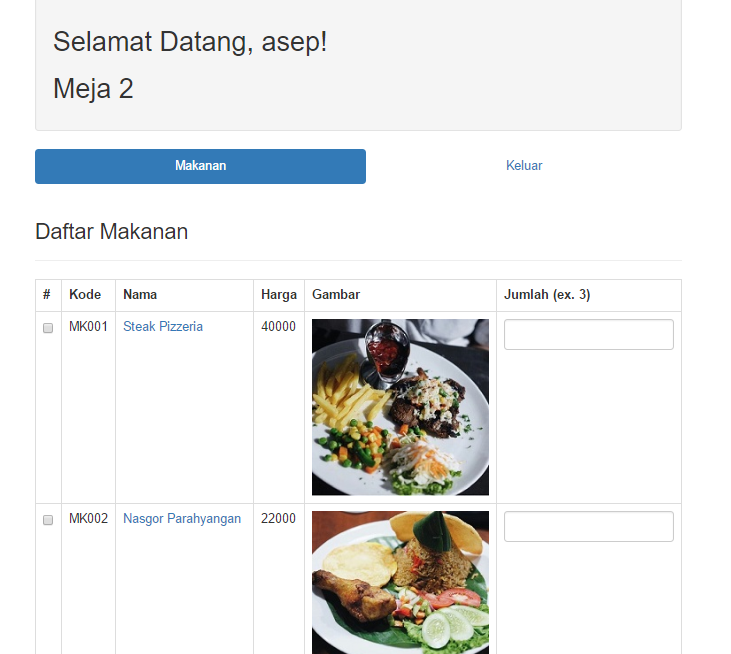 Selamat Datang, asep!
Meja 2
Makanan Keluar
Daftar Makanan
# Kode Nama Harga Gambar Jumlah (ex. 3)
MK001 Steak Pizzeria 40000
MK002 Nasgor Parahyangan 22000